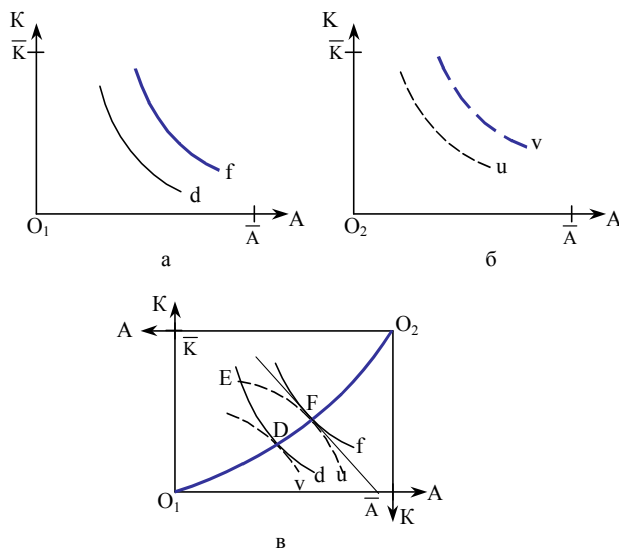 К К
K̅ K̅
f v
d u
O₁ A̅ A O₂ A̅ A
а б
К
A O₂
K̅
E F
D f
v d u
O₁ A̅ A
К
в